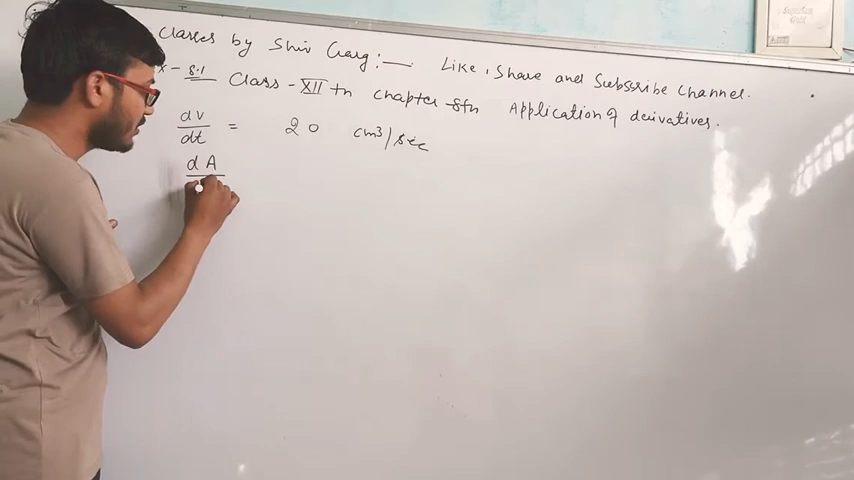 Classes by Shiv Garg :— Like, Share and Subscribe Channel.
x - 8.1 Class - XII th chapter 8th Application of derivatives.
dv/dt = 20 cm³/sec
dA